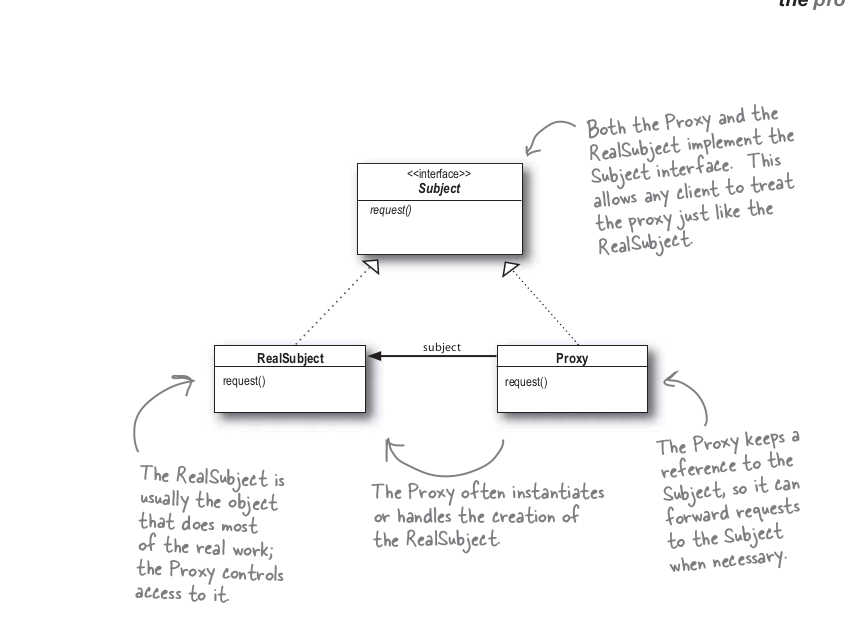 the pro
Both the Proxy and the
RealSubject implement the
Subject interface. This
allows any client to treat
the proxy just like the
RealSubject.
<<interface>>
Subject
request()
RealSubject
request()
subject
Proxy
request()
The RealSubject is
usually the object
that does most
of the real work;
the Proxy controls
access to it.
The Proxy often instantiates
or handles the creation of
the RealSubject.
The Proxy keeps a
reference to the
Subject, so it can
forward requests
to the Subject
when necessary.